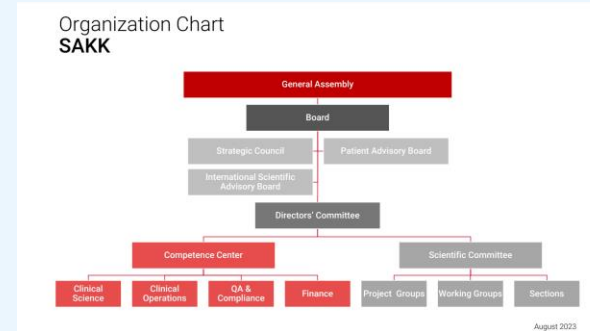 Organization Chart
SAKK
General Assembly
Board
Strategic Council
Patient Advisory Board
International Scientific
Advisory Board
Directors' Committee
Competence Center
Scientific Committee
Clinical
Science
Clinical
Operations
QA &
Compliance
Finance
Project Groups
Working Groups
Sections
August 2023